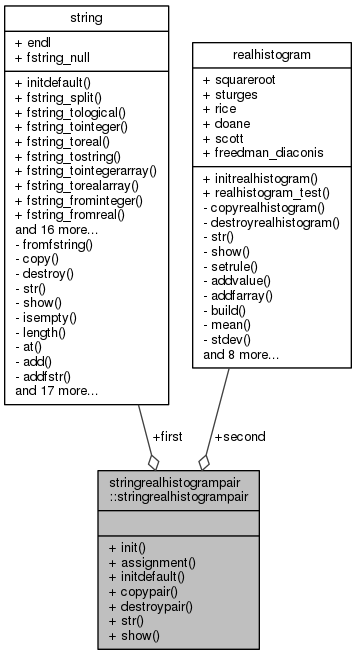 string
+ endl
+ fstring_null
+ initdefault()
+ fstring_split()
+ fstring_tological()
+ fstring_tointeger()
+ fstring_toreal()
+ fstring_tostring()
+ fstring_tointegerarray()
+ fstring_torealarray()
+ fstring_frominteger()
+ fstring_fromreal()
and 16 more...
- fromfstring()
- copy()
- destroy()
- str()
- show()
- isempty()
- length()
- at()
- add()
- addfstr()
and 17 more...
realhistogram
+ squareroot
+ sturges
+ rice
+ doane
+ scott
+ freedman_diaconis
+ initrealhistogram()
+ realhistogram_test()
- copyrealhistogram()
- destroyrealhistogram()
- str()
- show()
- setrule()
- addvalue()
- addfarray()
- build()
- mean()
- stdev()
and 8 more...
+first
+second
stringrealhistogrampair
::stringrealhistogrampair
+ init()
+ assignment()
+ initdefault()
+ copypair()
+ destroypair()
+ str()
+ show()